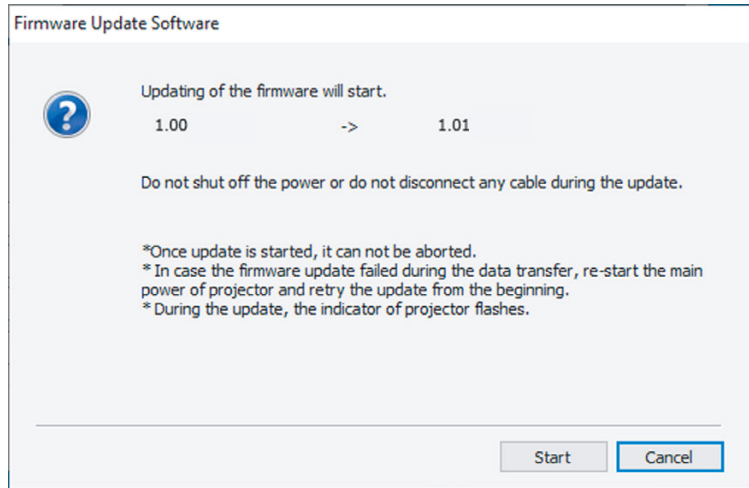 Firmware Update Software
Updating of the firmware will start.
1.00 -> 1.01
Do not shut off the power or do not disconnect any cable during the update.
*Once update is started, it can not be aborted.
* In case the firmware update failed during the data transfer, re-start the main
power of projector and retry the update from the beginning.
* During the update, the indicator of projector flashes.
Start Cancel